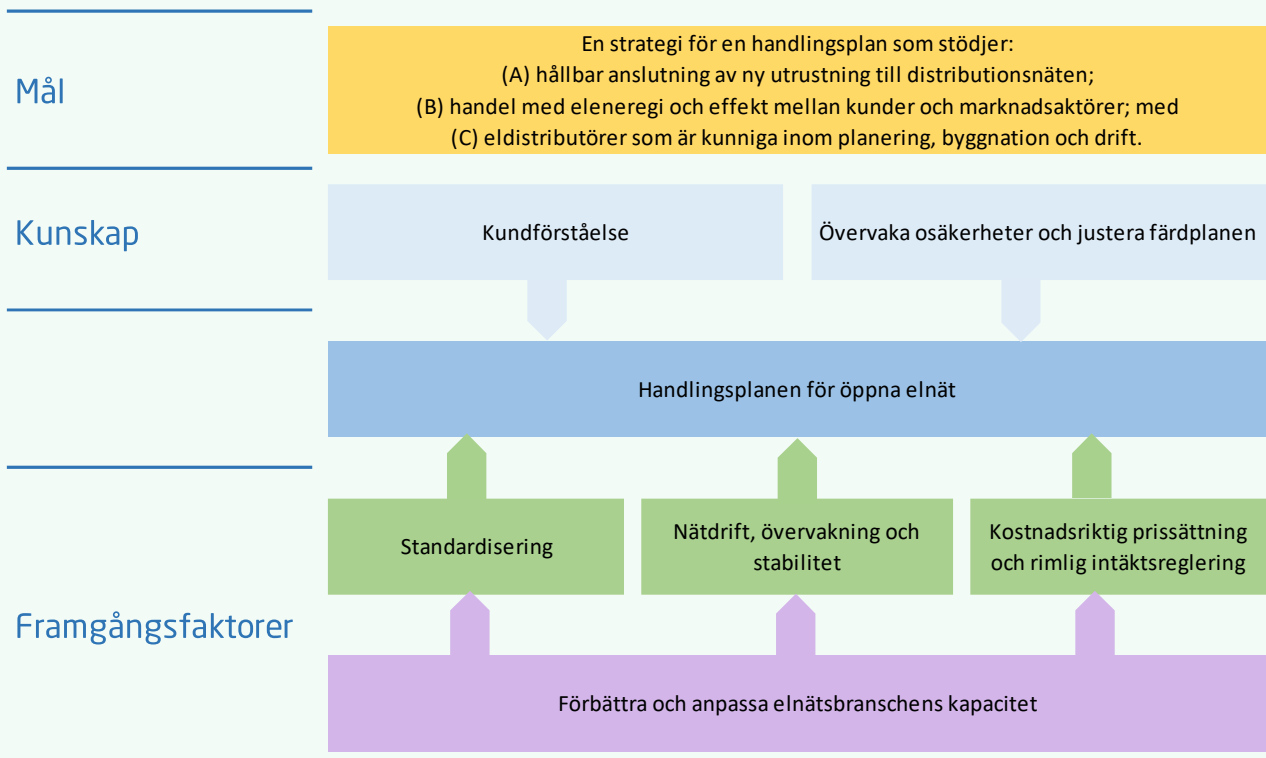 Mål
En strategi för en handlingsplan som stödjer:
(A) hållbar anslutning av ny utrustning till distributionsnäten;
(B) handel med eleneregi och effekt mellan kunder och marknadsaktörer; med
(C) eldistributörer som är kunniga inom planering, byggnation och drift.
Kunskap
Kundförståelse
Övervaka osäkerheter och justera färdplanen
Handlingsplanen för öppna elnät
Framgångsfaktorer
Standardisering
Nätdrift, övervakning och
stabilitet
Kostnadsriktig prissättning
och rimlig intäktsreglering
Förbättra och anpassa elnätsbranschens kapacitet